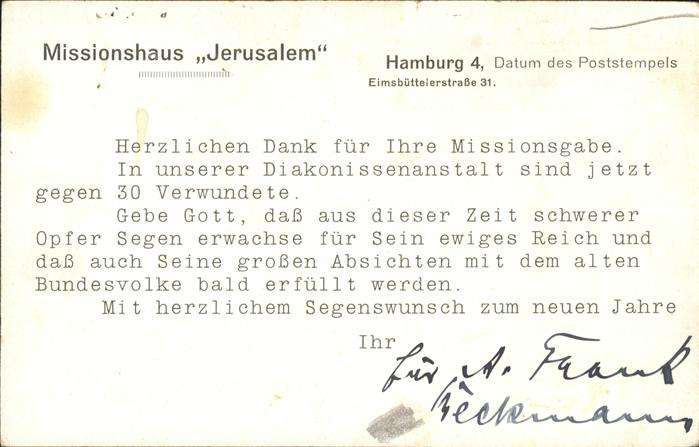 Missionshaus „Jerusalem“
Hamburg 4, Datum des Poststempels
Eimsbüttelerstraße 31.
Herzlichen Dank für Ihre Missionsgabe.
In unserer Diakonissenanstalt sind jetzt
gegen 30 Verwundete.
Gebe Gott, daß aus dieser Zeit schwerer
Opfer Segen erwachse für Sein ewiges Reich und
daß auch Seine großen Absichten mit dem alten
Bundesvolke bald erfüllt werden.
Mit herzlichem Segenswunsch zum neuen Jahre
Ihr
für A. Frank
Beckmann